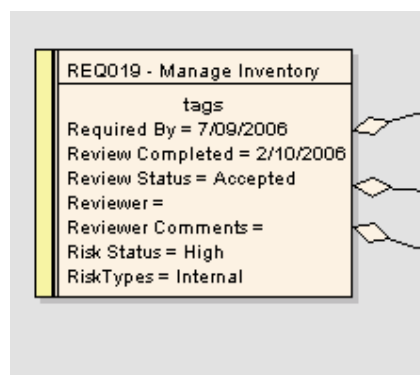 REQ019 - Manage Inventory
tags
Required By = 7/09/2006
Review Completed = 2/10/2006
Review Status = Accepted
Reviewer =
Reviewer Comments =
Risk Status = High
RiskTypes = Internal